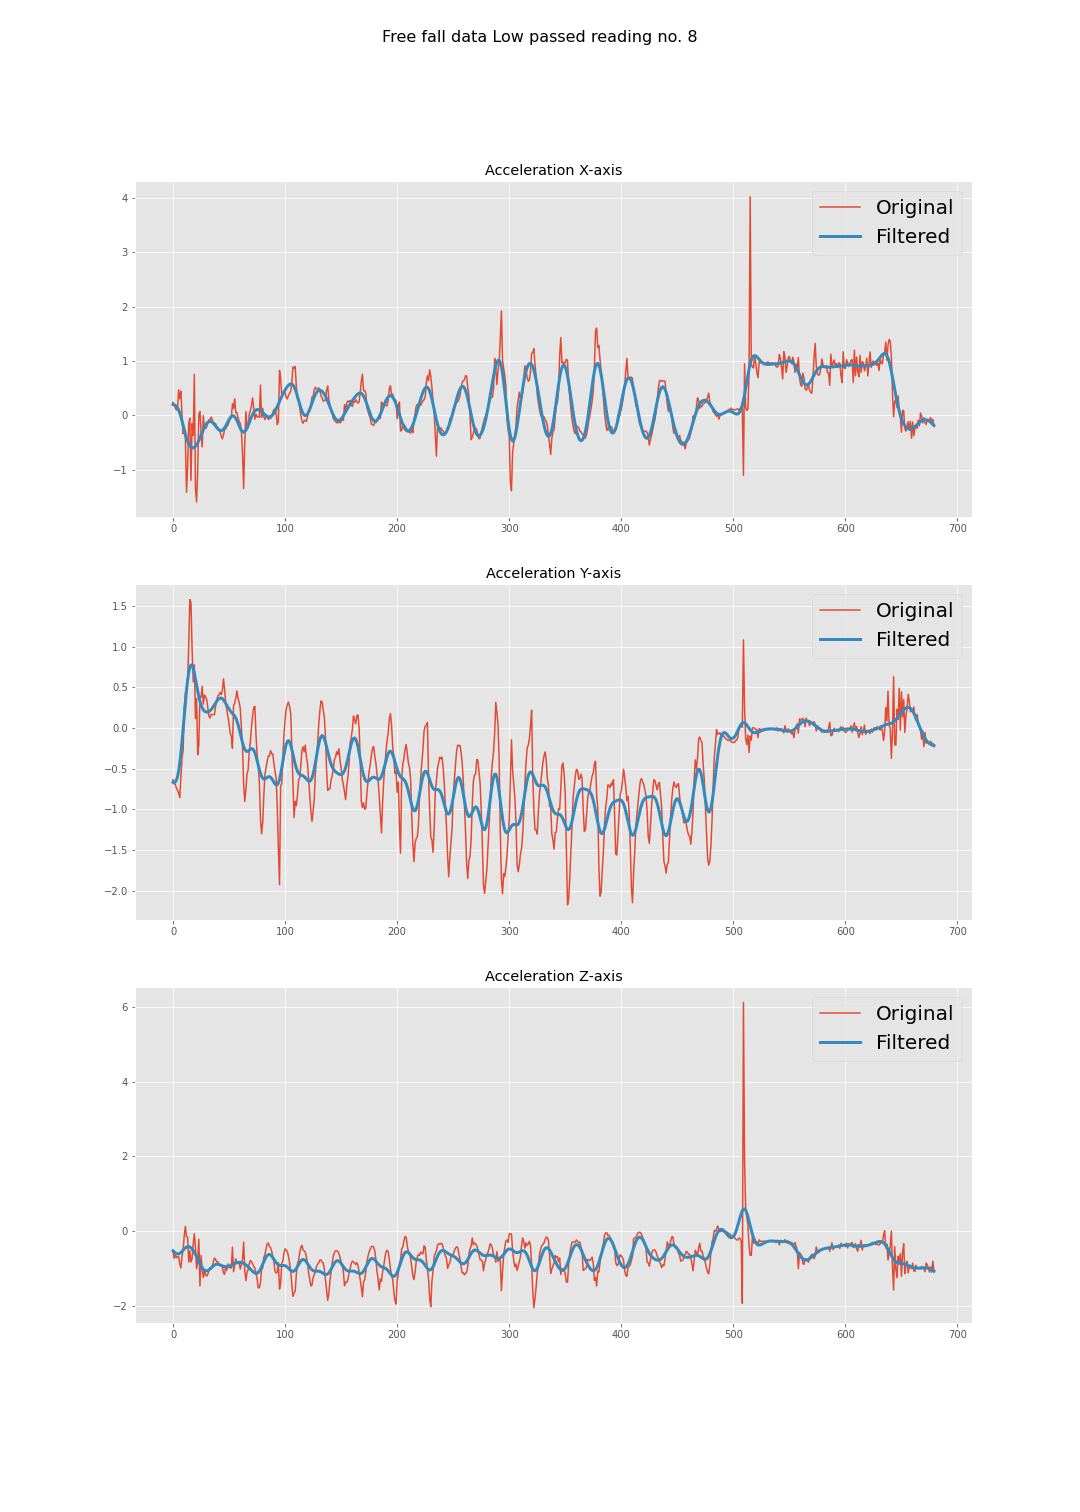 Free fall data Low passed reading no. 8
Acceleration X-axis
Original
Filtered
4
3
2
1
0
−1
0 100 200 300 400 500 600 700
Acceleration Y-axis
Original
Filtered
1.5
1.0
0.5
0.0
−0.5
−1.0
−1.5
−2.0
0 100 200 300 400 500 600 700
Acceleration Z-axis
Original
Filtered
6
4
2
0
−2
0 100 200 300 400 500 600 700